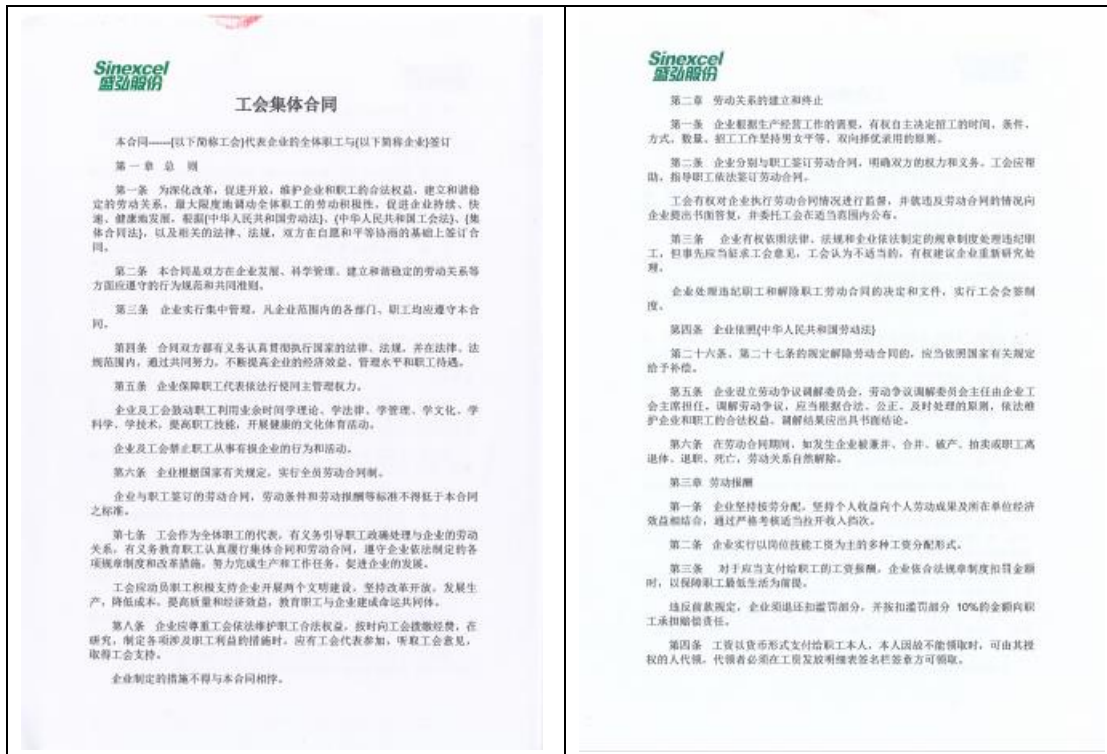 Sinexcel
盛弘股份
工会集体合同
本合同------{以下简称工会}代表企业的全体职工与{以下简称企业}签订
第一章 总 则
第一条 为深化改革，促进开放，维护企业和职工的合法权益，建立和谐稳
定的劳动关系，最大限度地调动全体职工的劳动积极性，促进企业持续、快
速、健康地发展，根据{中华人民共和国劳动法}、{中华人民共和国工会法}、{集
体合同法}，以及相关的法律、法规，双方在自愿和平等协商的基础上签订合
同。
第二条 本合同是双方在企业发展、科学管理、建立和谐稳定的劳动关系等
方面应遵守的行为规范和共同准则。
第三条 企业实行集中管理，凡企业范围内的各部门、职工均应遵守本合
同。
第四条 合同双方都有义务认真贯彻执行国家的法律、法规，并在法律、法
规范围内，通过共同努力，不断提高企业的经济效益、管理水平和职工待遇。
第五条 企业保障职工代表依法行使民主管理权力。
企业及工会鼓动职工利用业余时间学理论、学法律、学管理、学文化、学
科学、学技术，提高职工技能，开展健康的文化体育活动。
企业及工会禁止职工从事有损企业的行为和活动。
第六条 企业根据国家有关规定，实行全员劳动合同制。
企业与职工签订的劳动合同，劳动条件和劳动报酬等标准不得低于本合同
之标准。
第七条 工会作为全体职工的代表，有义务引导职工正确处理与企业的劳动
关系，有义务教育职工认真履行集体合同和劳动合同，遵守企业依法制定的各
项规章制度和改革措施，努力完成生产和工作任务，促进企业的发展。
工会应动员职工积极支持企业开展两个文明建设，坚持改革开放，发展生
产，降低成本，提高质量和经济效益，教育职工与企业建成命运共同体。
第八条 企业应尊重工会依法维护职工合法权益，按时向工会拨缴经费，在
研究，制定各项涉及职工利益的措施时，应有工会代表参加，听取工会意见，
取得工会支持。
企业制定的措施不得与本合同相悖。
Sinexcel
盛弘股份
第二章 劳动关系的建立和终止
第一条 企业根据生产经营工作的需要，有权自主决定招工的时间、条件、
方式、数量。招工工作坚持男女平等、双向择优录用的原则。
第二条 企业分别与职工签订劳动合同，明确双方的权力和义务。工会应帮
助，指导职工依法签订劳动合同。
工会有权对企业执行劳动合同情况进行监督，并就违反劳动合同的情况向
企业提出书面答复，并委托工会在适当范围内公布。
第三条 企业有权依照法律、法规和企业依法制定的规章制度处理违纪职
工，但事先应当征求工会意见，工会认为不适当的，有权建议企业重新研究处
理。
企业处理违纪职工和解除职工劳动合同的决定和文件，实行工会会签制
度。
第四条 企业依照{中华人民共和国劳动法}
第二十六条、第二十七条的规定解除劳动合同的，应当依照国家有关规定
给予补偿。
第五条 企业设立劳动争议调解委员会，劳动争议调解委员会主任由企业工
会主席担任。调解劳动争议，应当根据合法、公正、及时处理的原则，依法维
护企业和职工的合法权益，调解结果应出具书面结论。
第六条 在劳动合同期间，如发生企业被兼并、合并、破产、拍卖或职工离
退休、退职、死亡，劳动关系自然解除。
第三章 劳动报酬
第一条 企业坚持按劳分配，坚持个人收益向个人劳动成果及所在单位经济
效益相结合，通过严格考核适当拉开收入档次。
第二条 企业实行以岗位技能工资为主的多种工资分配形式。
第三条 对于应当支付给职工的工资报酬，企业依合法规章制度扣罚金额
时，以保障职工最低生活为前提。
违反前款规定，企业须退还扣滥罚部分，并按扣滥罚部分 10%的金额向职
工承担赔偿责任。
第四条 工资以货币形式支付给职工本人，本人因故不能领取时，可由其授
权的人代领，代领者必须在工资发放明细表签名栏签章方可领取。